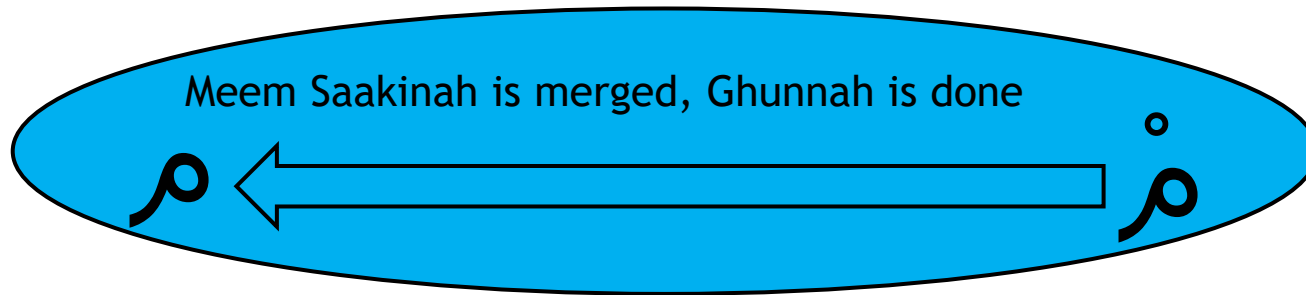 Meem Saakinah is merged, Ghunnah is done
م مْ